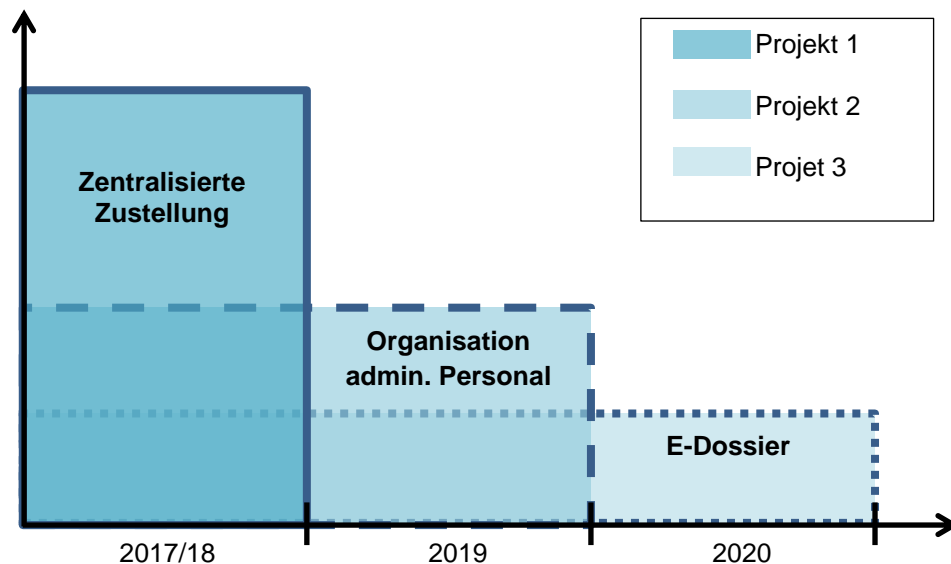 Projekt 1
Projekt 2
Projet 3
Zentralisierte
Zustellung
Organisation
admin. Personal
E-Dossier
2017/18
2019
2020